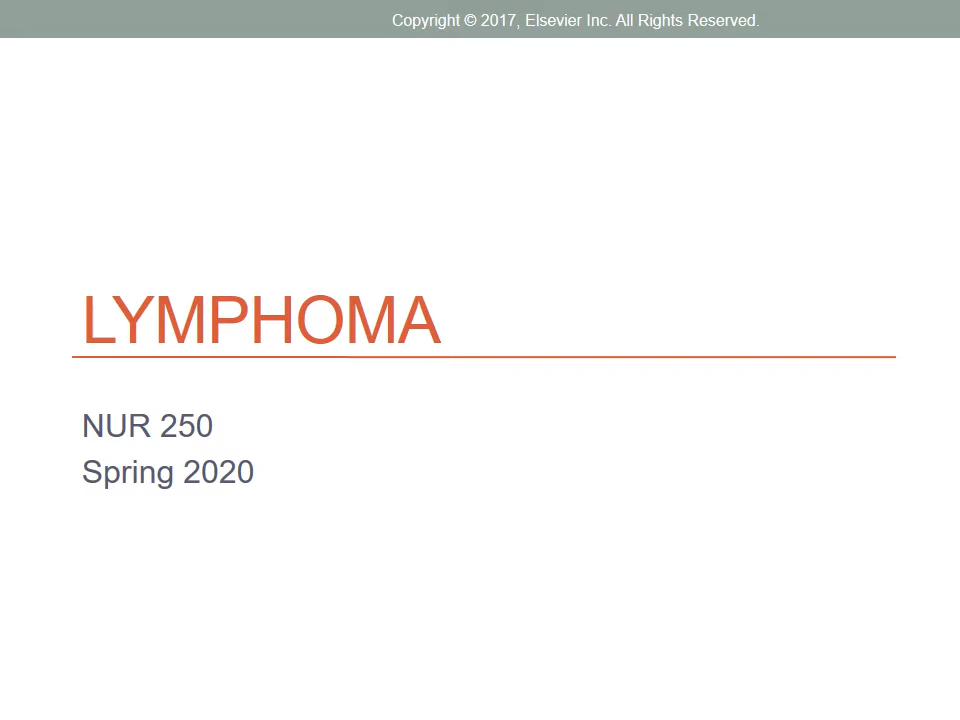 Copyright © 2017, Elsevier Inc. All Rights Reserved.
LYMPHOMA
NUR 250
Spring 2020